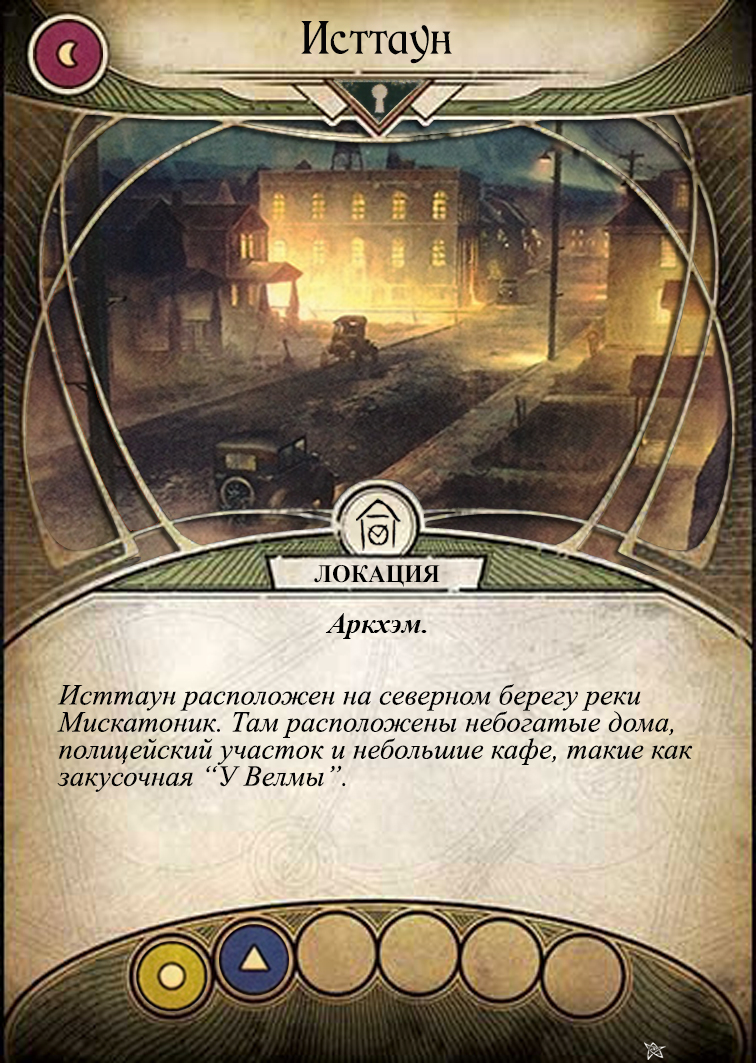 Исттаун
ЛОКАЦИЯ
Аркхэм.
Исттаун расположен на северном берегу реки
Мискатоник. Там расположены небогатые дома,
полицейский участок и небольшие кафе, такие как
закусочная “У Велмы”.